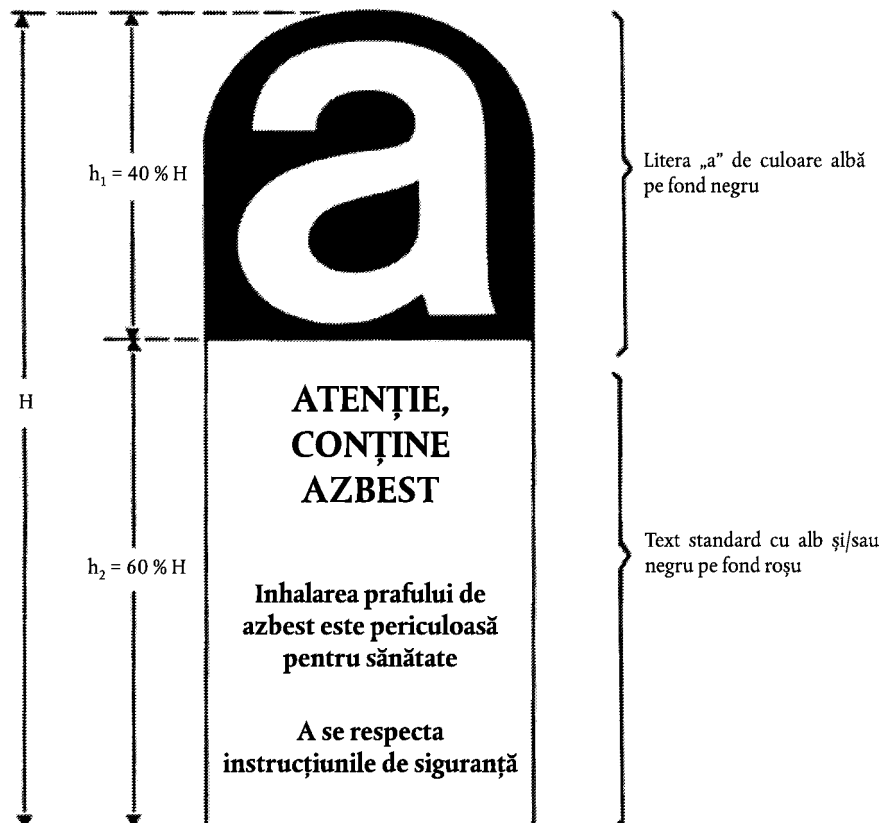 a
h₁ = 40 % H
Litera „a” de culoare albă
pe fond negru
H
ATENȚIE,
CONȚINE
AZBEST
h₂ = 60 % H
Text standard cu alb și/sau
negru pe fond roșu
Inhalarea prafului de
azbest este periculoasă
pentru sănătate
A se respecta
instrucțiunile de siguranță